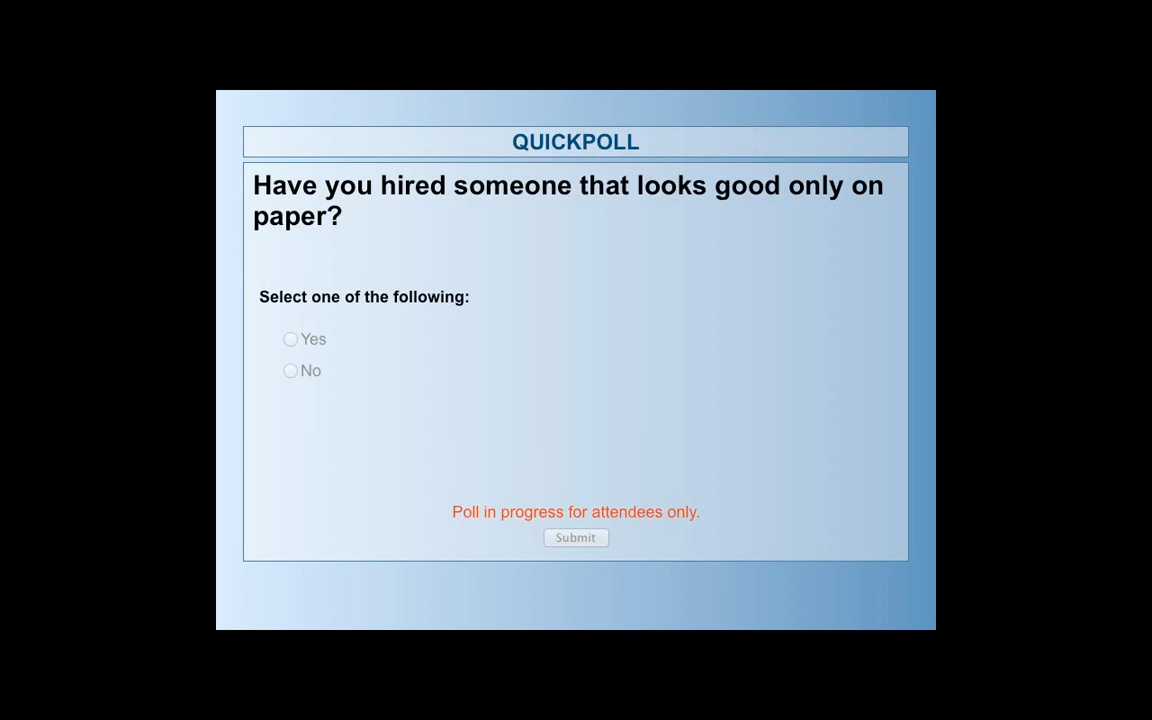 QUICKPOLL
Have you hired someone that looks good only on
paper?
Select one of the following:
Yes
No
Poll in progress for attendees only.
Submit